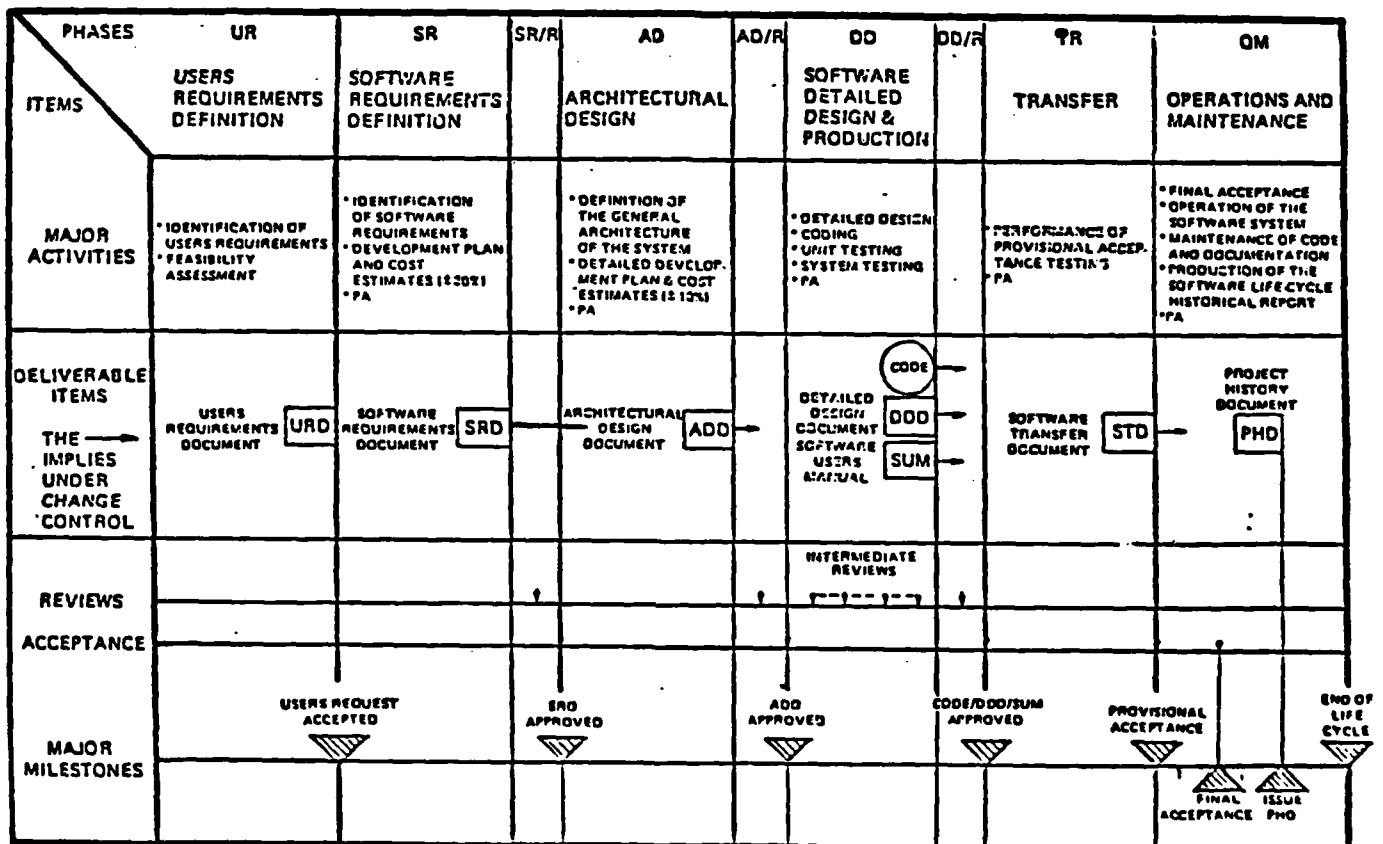 PHASES
UR
SR
SR/R
AD
AD/R
DD
DD/R
TR
OM
ITEMS
USERS
REQUIREMENTS
DEFINITION
SOFTWARE
REQUIREMENTS
DEFINITION
ARCHITECTURAL
DESIGN
SOFTWARE
DETAILED
DESIGN &
PRODUCTION
TRANSFER
OPERATIONS AND
MAINTENANCE
MAJOR
ACTIVITIES
• IDENTIFICATION OF
USERS REQUIREMENTS
• FEASIBILITY
ASSESSMENT
• IDENTIFICATION
OF SOFTWARE
REQUIREMENTS
• DEVELOPMENT PLAN
AND COST
ESTIMATES
• PA
• DEFINITION OF
THE GENERAL
ARCHITECTURE
OF THE SYSTEM
• DETAILED DEVELOP-
MENT PLAN & COST
ESTIMATES
• PA
• DETAILED DESIGN
• CODING
• UNIT TESTING
• SYSTEM TESTING
• PA
• PERFORMANCE OF
PROVISIONAL ACCEP-
TANCE TESTING
• PA
• FINAL ACCEPTANCE
• OPERATION OF THE
SOFTWARE SYSTEM
• MAINTENANCE OF CODE
AND DOCUMENTATION
• PRODUCTION OF THE
SOFTWARE LIFE CYCLE
HISTORICAL REPORT
• PA
DELIVERABLE
ITEMS
THE
IMPLIES
UNDER
CHANGE
CONTROL
USERS
REQUIREMENTS
DOCUMENT
URD
SOFTWARE
REQUIREMENTS
DOCUMENT
SRD
ARCHITECTURAL
DESIGN
DOCUMENT
ADD
CODE
DETAILED
DESIGN
DOCUMENT
DDD
SOFTWARE
USERS
MANUAL
SUM
SOFTWARE
TRANSFER
DOCUMENT
STD
PROJECT
HISTORY
DOCUMENT
PHD
REVIEWS
INTERMEDIATE
REVIEWS
ACCEPTANCE
MAJOR
MILESTONES
USERS REQUEST
ACCEPTED
APPROVED
ADD
APPROVED
CODE/DDD/SUM
APPROVED
PROVISIONAL
ACCEPTANCE
END OF
LIFE
CYCLE
FINAL
ACCEPTANCE
ISSUE
PHD